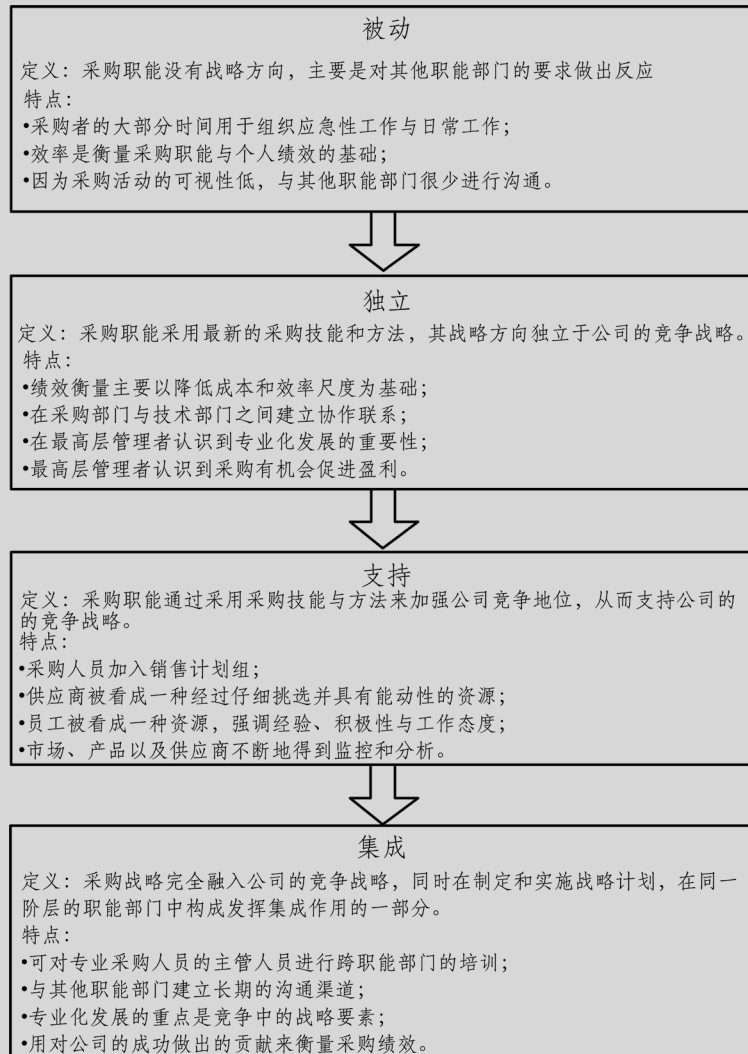 被动
定义：采购职能没有战略方向，主要是对其他职能部门的要求做出反应
特点：
•采购者的大部分时间用于组织应急性工作与日常工作；
•效率是衡量采购职能与个人绩效的基础；
•因为采购活动的可视性低，与其他职能部门很少进行沟通。
独立
定义：采购职能采用最新的采购技能和方法，其战略方向独立于公司的竞争战略。
特点：
•绩效衡量主要以降低成本和效率尺度为基础；
•在采购部门与技术部门之间建立协作联系；
•在最高层管理者认识到专业化发展的重要性；
•最高层管理者认识到采购有机会促进盈利。
支持
定义：采购职能通过采用采购技能与方法来加强公司竞争地位，从而支持公司的
的竞争战略。
特点：
•采购人员加入销售计划组；
•供应商被看成一种经过仔细挑选并具有能动性的资源；
•员工被看成一种资源，强调经验、积极性与工作态度；
•市场、产品以及供应商不断地得到监控和分析。
集成
定义：采购战略完全融入公司的竞争战略，同时在制定和实施战略计划，在同一
阶层的职能部门中构成发挥集成作用的一部分。
特点：
•可对专业采购人员的主管人员进行跨职能部门的培训；
•与其他职能部门建立长期的沟通渠道；
•专业化发展的重点是竞争中的战略要素；
•用对公司的成功做出的贡献来衡量采购绩效。